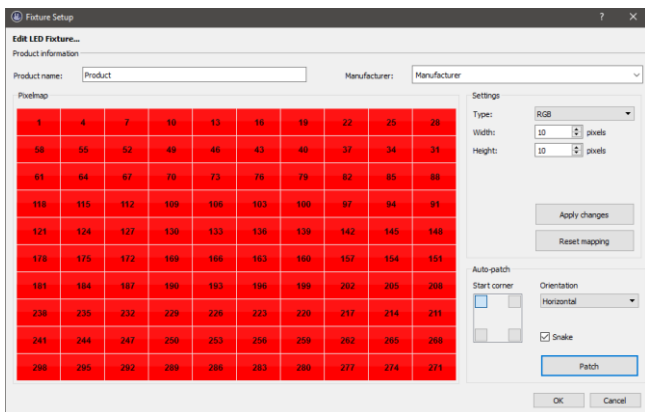 Fixture Setup
Edit LED Fixture...
Product information
Product name: Product Manufacturer: Manufacturer
Pixelmap
1 4 7 10 13 16 19 22 25 28
58 55 52 49 46 43 40 37 34 31
61 64 67 70 73 76 79 82 85 88
118 115 112 109 106 103 100 97 94 91
121 124 127 130 133 136 139 142 145 148
178 175 172 169 166 163 160 157 154 151
181 184 187 190 193 196 199 202 205 208
238 235 232 229 226 223 220 217 214 211
241 244 247 250 253 256 259 262 265 268
298 295 292 289 286 283 280 277 274 271
Settings
Type: RGB
Width: 10 pixels
Height: 10 pixels
Apply changes
Reset mapping
Auto-patch
Start corner Orientation
Horizontal
Snake
Patch
OK Cancel